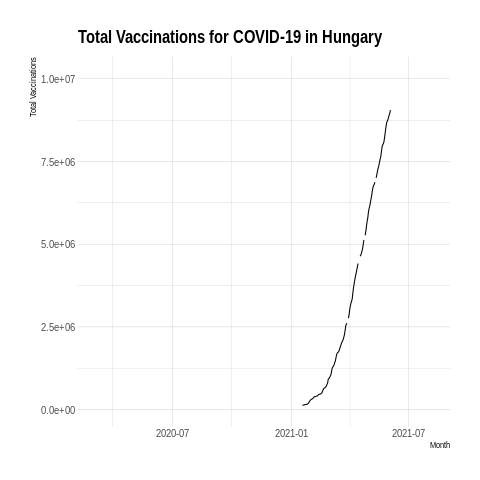 Total Vaccinations for COVID-19 in Hungary
Total Vaccinations
1.0e+07
7.5e+06
5.0e+06
2.5e+06
0.0e+00
2020-07
2021-01
2021-07
Month